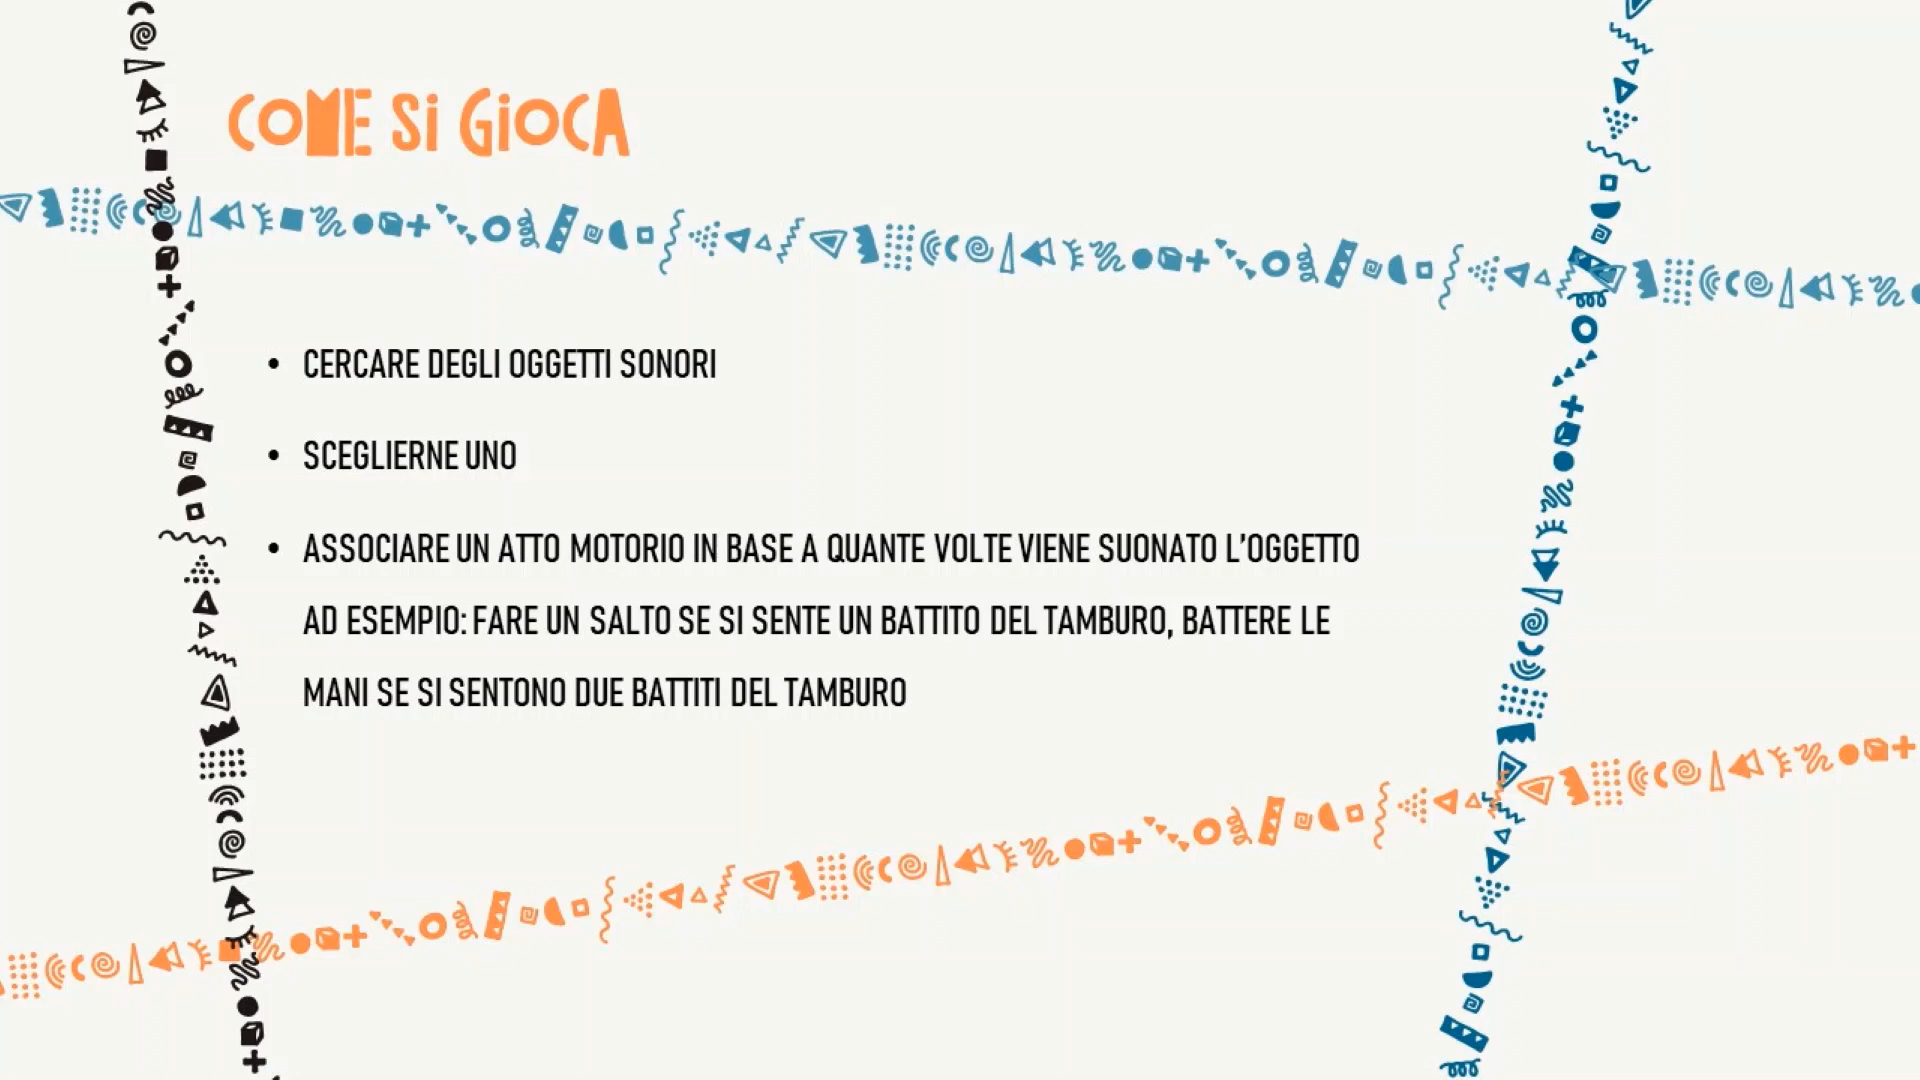 COME Si GiOCA
• CERCARE DEGLI OGGETTI SONORI
• SCEGLIERNE UNO
• ASSOCIARE UN ATTO MOTORIO IN BASE A QUANTE VOLTE VIENE SUONATO L’OGGETTO
AD ESEMPIO: FARE UN SALTO SE SI SENTE UN BATTITO DEL TAMBURO, BATTERE LE
MANI SE SI SENTONO DUE BATTITI DEL TAMBURO